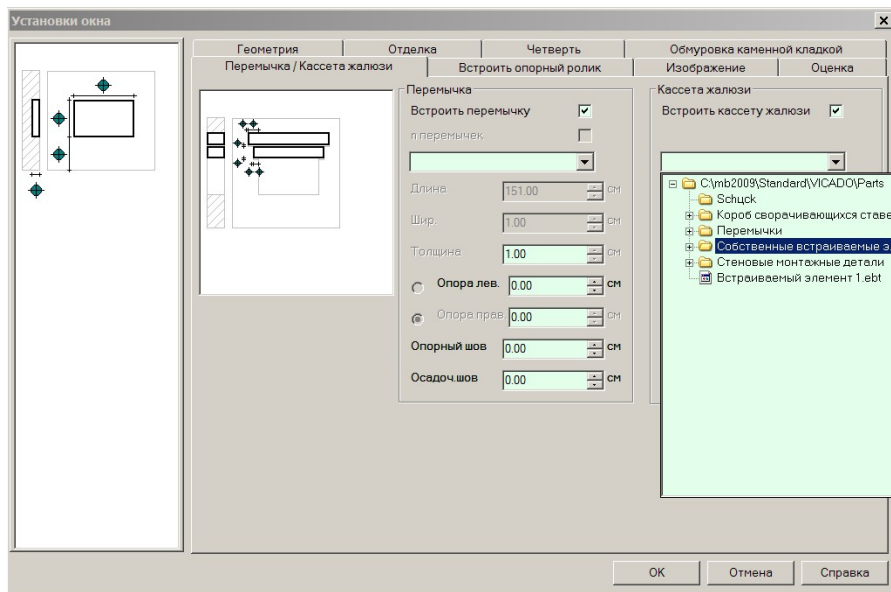 Установки окна
Геометрия Отделка Четверть Обмуровка каменной кладкой
Перемычка / Кассета жалюзи Встроить опорный ролик Изображение Оценка
Перемычка
Встроить перемычку
n перемычек
Длина 151.00 см
Шир. 1.00 см
Толщина 1.00 см
Опора лев. 0.00 см
Опора прав. 0.00 см
Опорный шов 0.00 см
Осадоч.шов 0.00 см
Кассета жалюзи
Встроить кассету жалюзи
C:\mb2009\Standard\VICADO\Parts
Schцck
Короб сворачивающихся ставе
Перемычки
Собственные встраиваемые э
Стеновые монтажные детали
Встраиваемый элемент 1.ebt
OK Отмена Справка